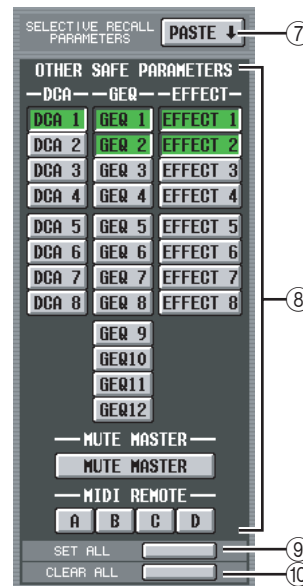 SELECTIVE RECALL PARAMETERS PASTE ↓ ⑦
OTHER SAFE PARAMETERS
DCA GEQ EFFECT
DCA 1 GEQ 1 EFFECT 1
DCA 2 GEQ 2 EFFECT 2
DCA 3 GEQ 3 EFFECT 3
DCA 4 GEQ 4 EFFECT 4
DCA 5 GEQ 5 EFFECT 5
DCA 6 GEQ 6 EFFECT 6
DCA 7 GEQ 7 EFFECT 7
DCA 8 GEQ 8 EFFECT 8
⑧
GEQ 9
GEQ10
GEQ11
GEQ12
MUTE MASTER
MUTE MASTER
MIDI REMOTE
A B C D
SET ALL ⑨
CLEAR ALL ⑩